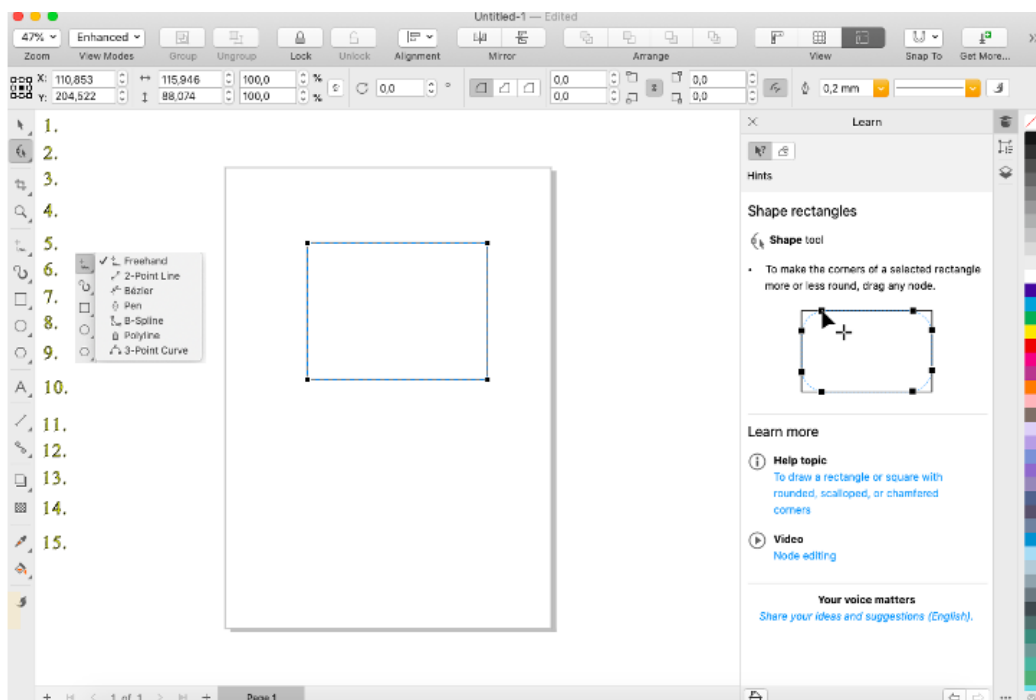 Untitled-1 — Edited
47% Enhanced
Zoom View Modes Group Ungroup Lock Unlock Alignment Mirror Arrange View Snap To Get More...
X: 110,853 115,946 100,0 % 0,0 ° 0,0 0,0 0,2 mm
Y: 204,522 88,074 100,0 % 0,0 0,0
Learn
Hints
Shape rectangles
Shape tool
• To make the corners of a selected rectangle
more or less round, drag any node.
Learn more
Help topic
To draw a rectangle or square with
rounded, scalloped, or chamfered
corners
Video
Node editing
Your voice matters
Share your ideas and suggestions (English).
1.
2.
3.
4.
5.
6.
7.
8.
9.
10.
11.
12.
13.
14.
15.
Freehand
2-Point Line
Bézier
Pen
B-Spline
Polyline
3-Point Curve
A
1 of 1 Page 1